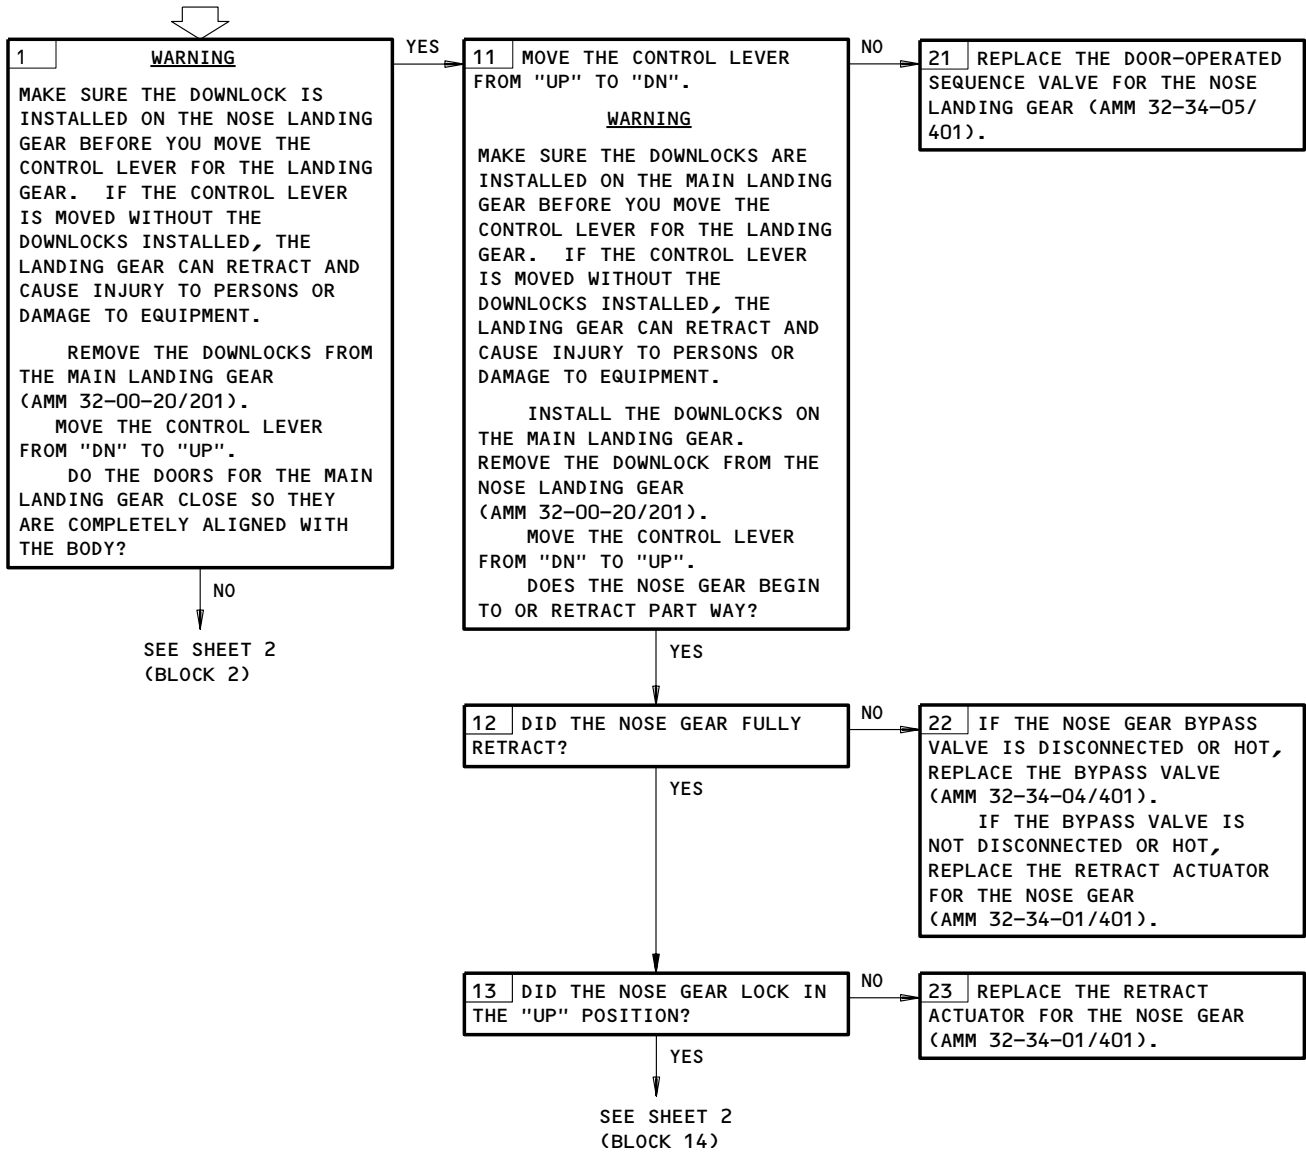 1 WARNING
MAKE SURE THE DOWNLOCK IS
INSTALLED ON THE NOSE LANDING
GEAR BEFORE YOU MOVE THE
CONTROL LEVER FOR THE LANDING
GEAR.  IF THE CONTROL LEVER
IS MOVED WITHOUT THE
DOWNLOCKS INSTALLED, THE
LANDING GEAR CAN RETRACT AND
CAUSE INJURY TO PERSONS OR
DAMAGE TO EQUIPMENT.
REMOVE THE DOWNLOCKS FROM
THE MAIN LANDING GEAR
(AMM 32-00-20/201).
MOVE THE CONTROL LEVER
FROM "DN" TO "UP".
DO THE DOORS FOR THE MAIN
LANDING GEAR CLOSE SO THEY
ARE COMPLETELY ALIGNED WITH
THE BODY?
NO
SEE SHEET 2
(BLOCK 2)
YES
11 MOVE THE CONTROL LEVER
FROM "UP" TO "DN".
WARNING
MAKE SURE THE DOWNLOCKS ARE
INSTALLED ON THE MAIN LANDING
GEAR BEFORE YOU MOVE THE
CONTROL LEVER FOR THE LANDING
GEAR.  IF THE CONTROL LEVER
IS MOVED WITHOUT THE
DOWNLOCKS INSTALLED, THE
LANDING GEAR CAN RETRACT AND
CAUSE INJURY TO PERSONS OR
DAMAGE TO EQUIPMENT.
INSTALL THE DOWNLOCKS ON
THE MAIN LANDING GEAR.
REMOVE THE DOWNLOCK FROM THE
NOSE LANDING GEAR
(AMM 32-00-20/201).
MOVE THE CONTROL LEVER
FROM "DN" TO "UP".
DOES THE NOSE GEAR BEGIN
TO OR RETRACT PART WAY?
NO
21 REPLACE THE DOOR-OPERATED
SEQUENCE VALVE FOR THE NOSE
LANDING GEAR (AMM 32-34-05/
401).
YES
12 DID THE NOSE GEAR FULLY
RETRACT?
NO
22 IF THE NOSE GEAR BYPASS
VALVE IS DISCONNECTED OR HOT,
REPLACE THE BYPASS VALVE
(AMM 32-34-04/401).
IF THE BYPASS VALVE IS
NOT DISCONNECTED OR HOT,
REPLACE THE RETRACT ACTUATOR
FOR THE NOSE GEAR
(AMM 32-34-01/401).
YES
13 DID THE NOSE GEAR LOCK IN
THE "UP" POSITION?
NO
23 REPLACE THE RETRACT
ACTUATOR FOR THE NOSE GEAR
(AMM 32-34-01/401).
YES
SEE SHEET 2
(BLOCK 14)